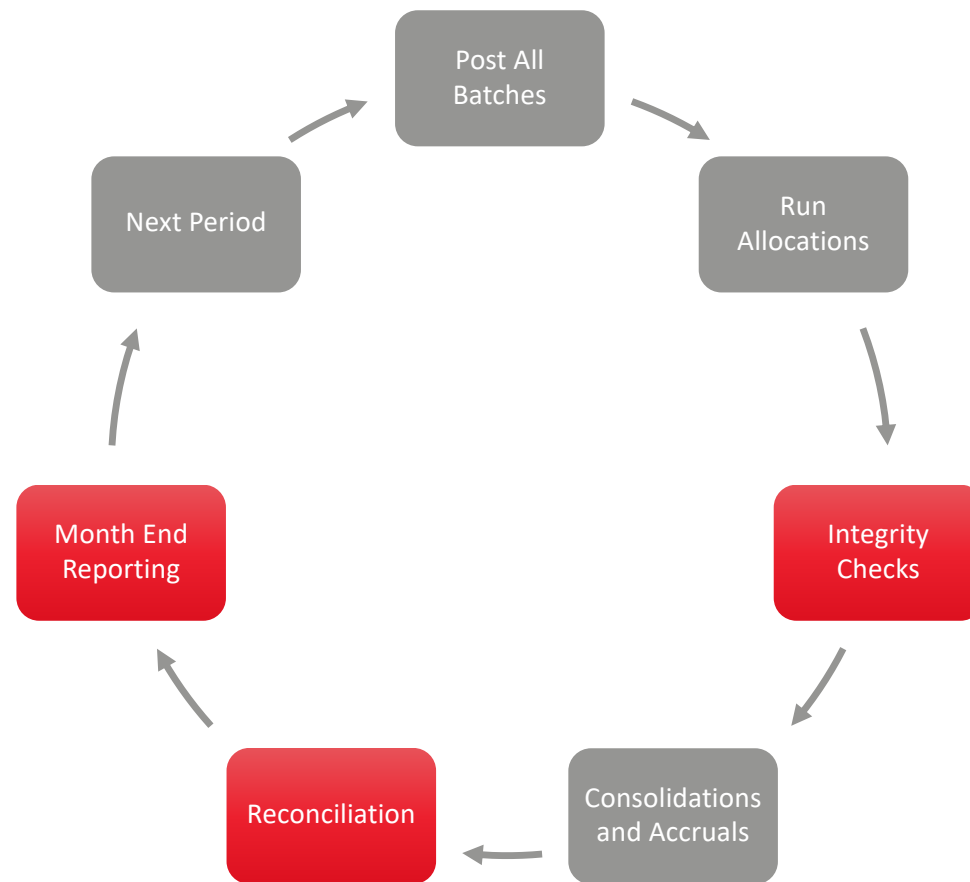 Post All
Batches
Run
Allocations
Integrity
Checks
Consolidations
and Accruals
Reconciliation
Month End
Reporting
Next Period